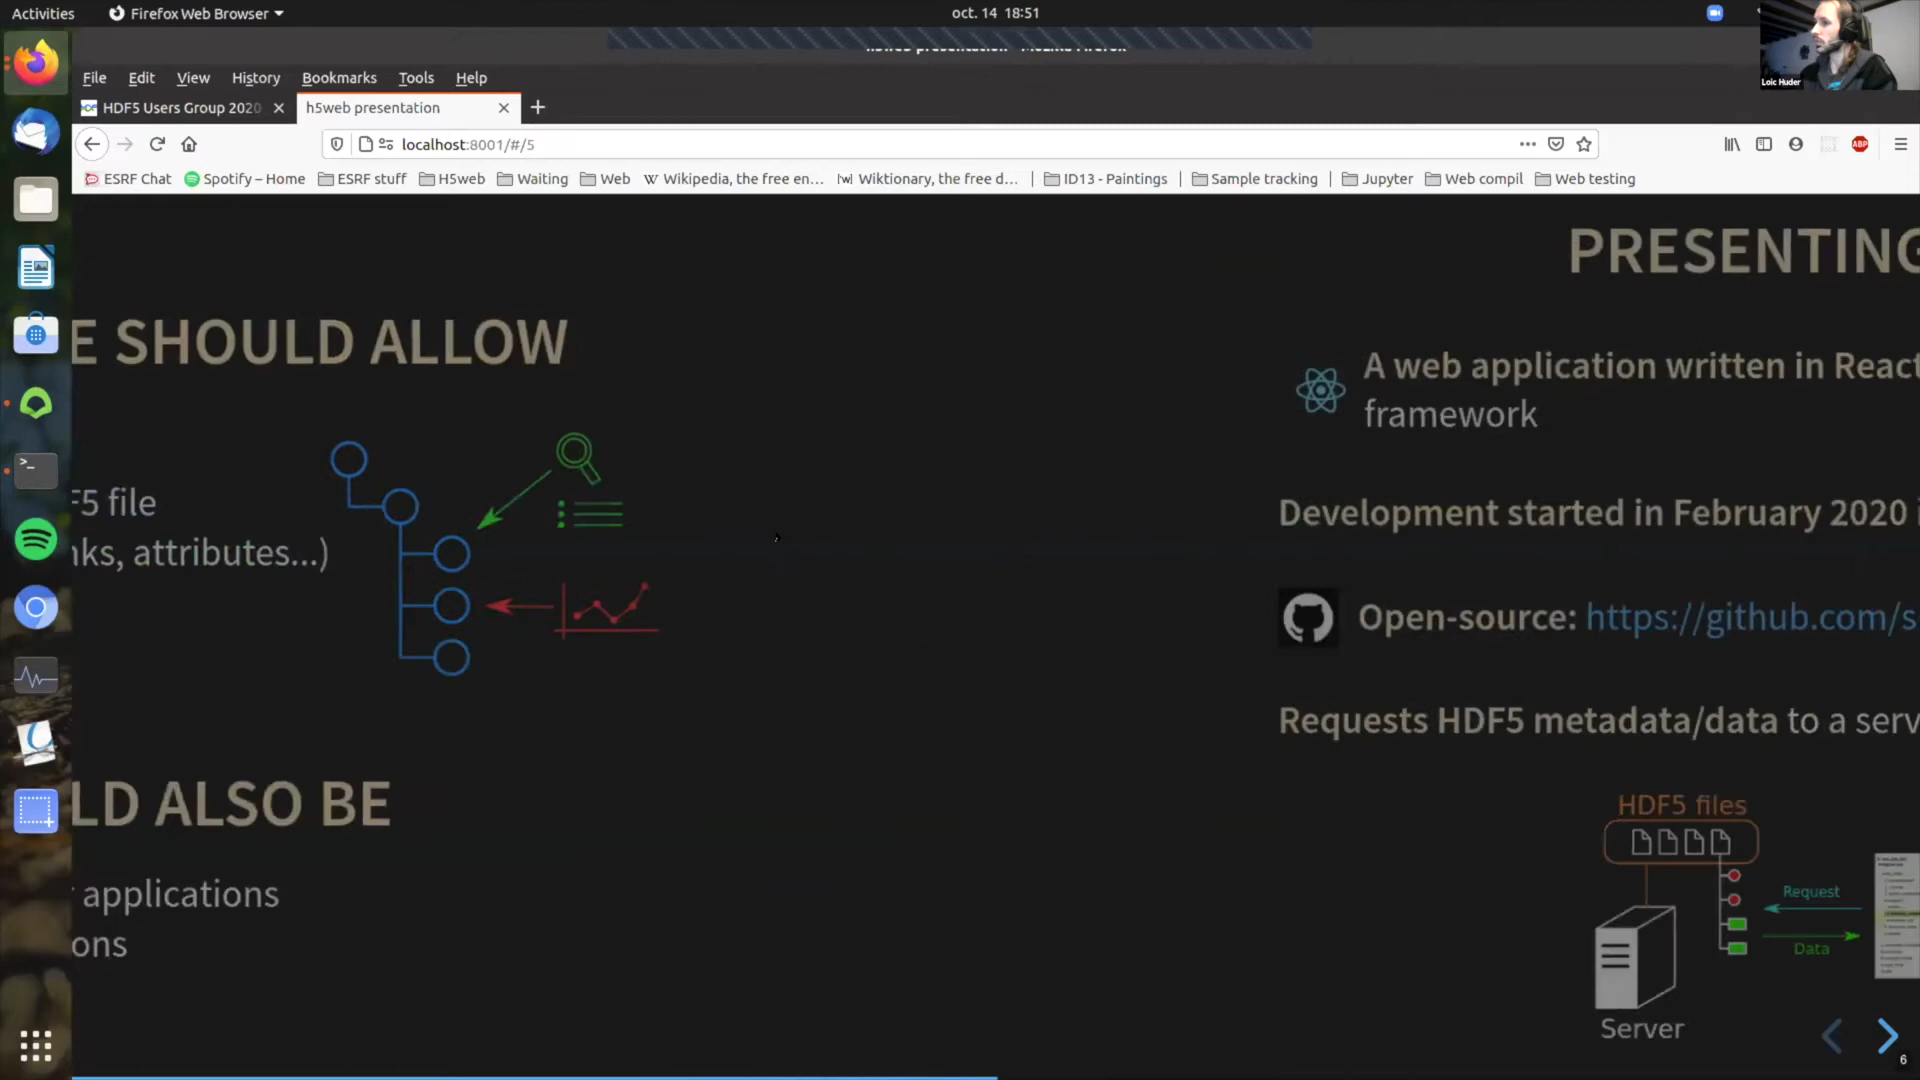 Activities
Firefox Web Browser
oct. 14 18:51
Loic Huder
File Edit View History Bookmarks Tools Help
HDF5 Users Group 2020
h5web presentation
localhost:8001/#/5
ABP
ESRF Chat
Spotify – Home
ESRF stuff
H5web
Waiting
Web
Wikipedia, the free en...
Wiktionary, the free d...
ID13 - Paintings
Sample tracking
Jupyter
Web compil
Web testing
E SHOULD ALLOW
F5 file
nks, attributes...)
LD ALSO BE
applications
ons
PRESENTING
A web application written in React
framework
Development started in February 2020 i
Open-source: https://github.com/s
Requests HDF5 metadata/data to a serv
HDF5 files
Request
Data
Server
6